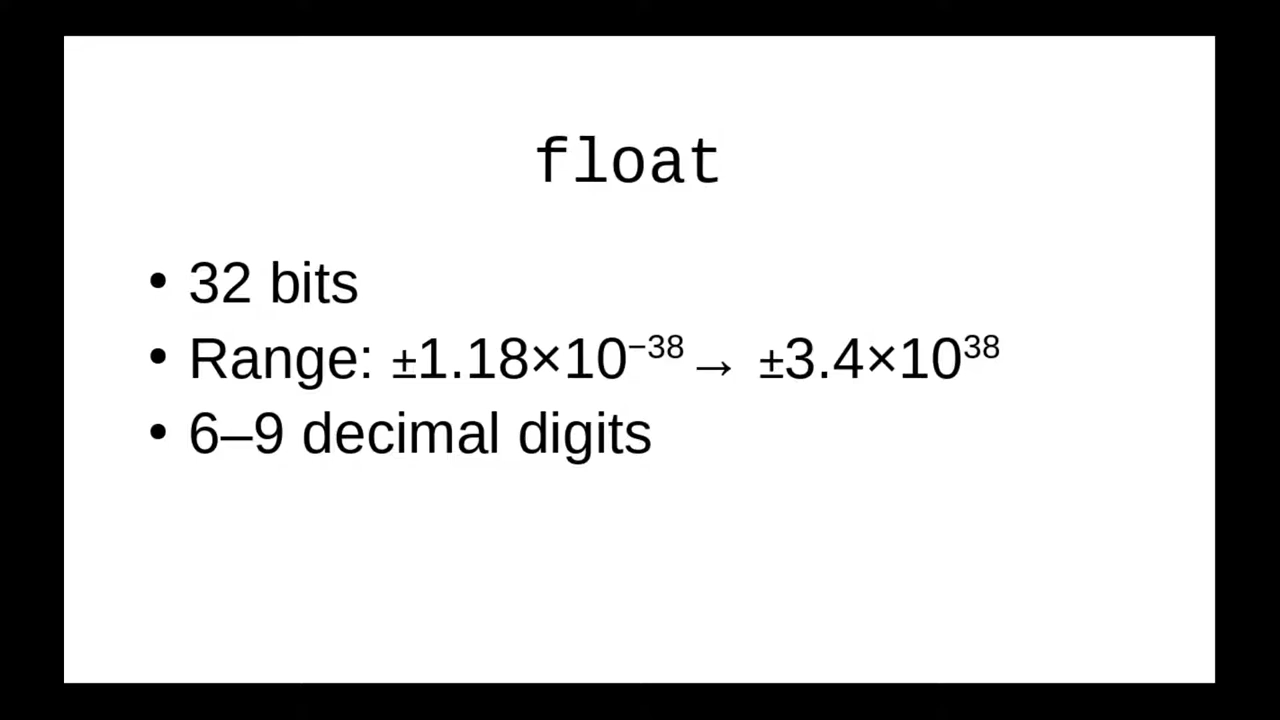 float
• 32 bits
• Range: ±1.18×10⁻³⁸→ ±3.4×10³⁸
• 6–9 decimal digits